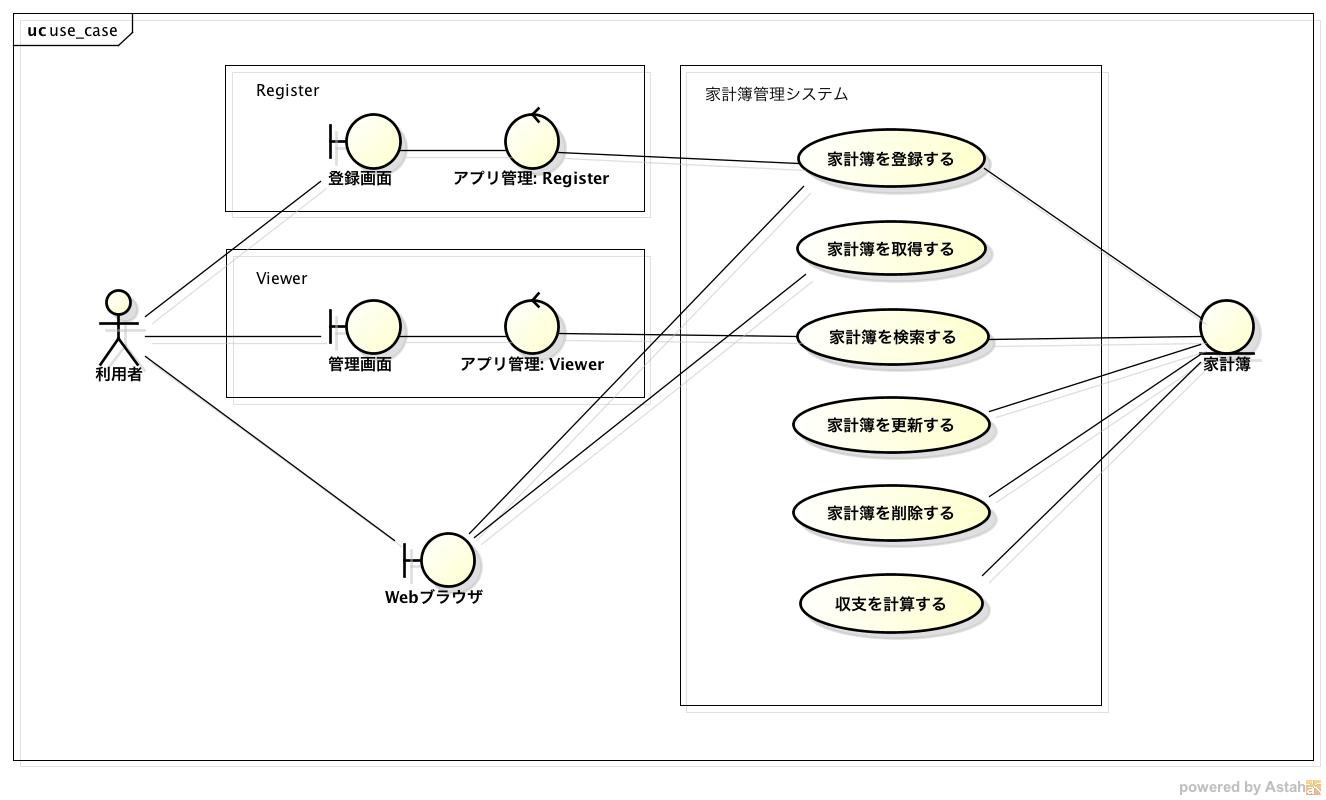 uc use_case
Register
登録画面
アプリ管理: Register
Viewer
管理画面
アプリ管理: Viewer
利用者
Webブラウザ
家計簿管理システム
家計簿を登録する
家計簿を取得する
家計簿を検索する
家計簿を更新する
家計簿を削除する
収支を計算する
家計簿
powered by Astah